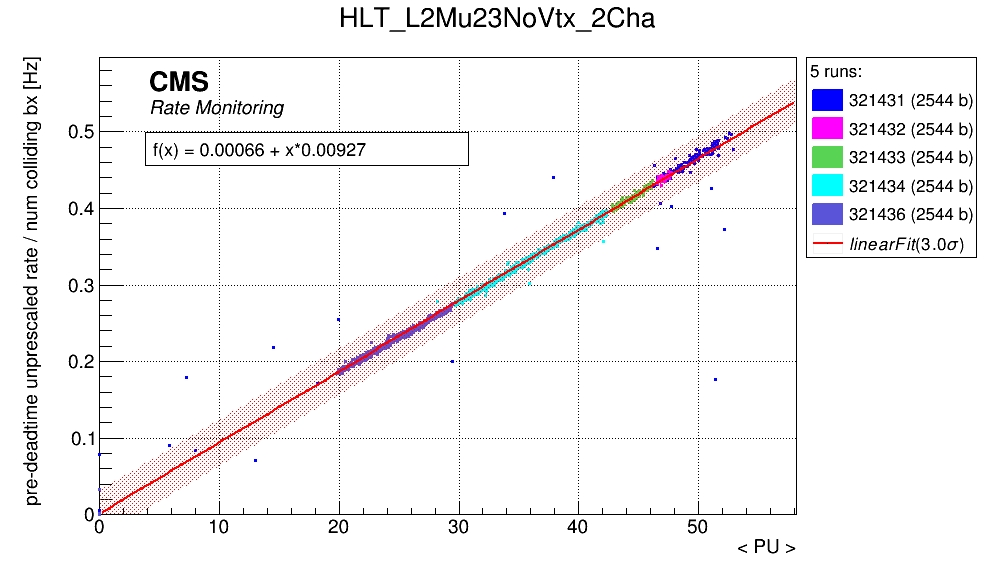 HLT_L2Mu23NoVtx_2Cha
pre-deadtime unprescaled rate / num colliding bx [Hz]
CMS
Rate Monitoring
f(x) = 0.00066 + x*0.00927
0.5
0.4
0.3
0.2
0.1
0
0 10 20 30 40 50
< PU >
5 runs:
321431 (2544 b)
321432 (2544 b)
321433 (2544 b)
321434 (2544 b)
321436 (2544 b)
linearFit(3.0σ)